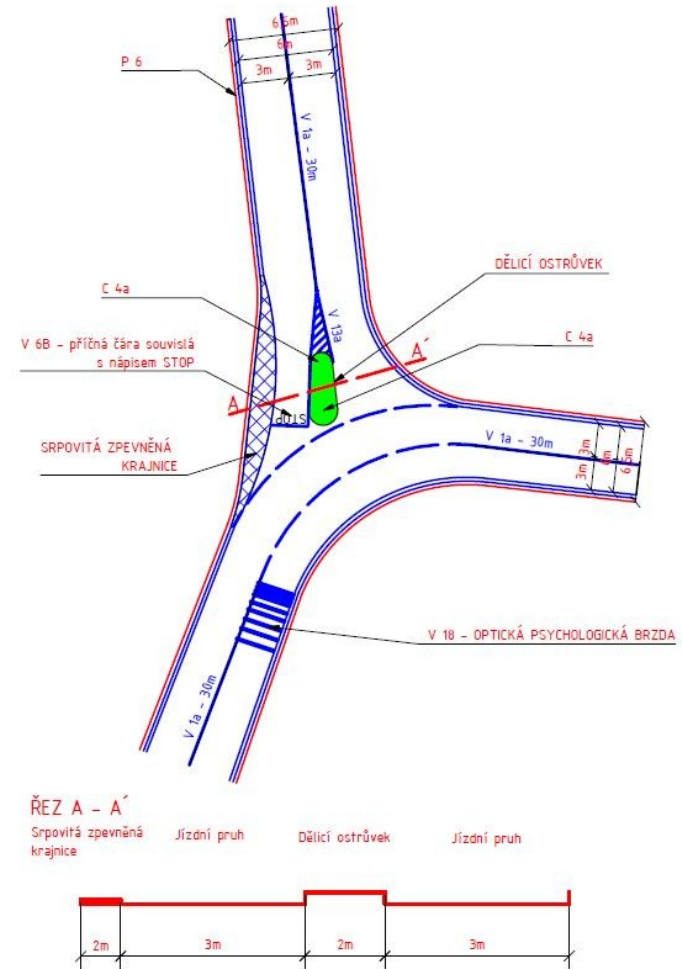 6,5m
6m
3m
3m
P 6
V 1a - 30m
DĚLICÍ OSTRŮVEK
C 4a
V 13a
C 4a
V 6B - příčná čára souvislá
s nápisem STOP
A
A´
STOP
SRPOVITÁ ZPEVNĚNÁ
KRAJNICE
V 1a - 30m
3m
3m
6m
6,5m
V 18 - OPTICKÁ PSYCHOLOGICKÁ BRZDA
V 1a - 30m
ŘEZ A - A´
Srpovitá zpevněná
krajnice
Jízdní pruh
Dělicí ostrůvek
Jízdní pruh
2m
3m
2m
3m